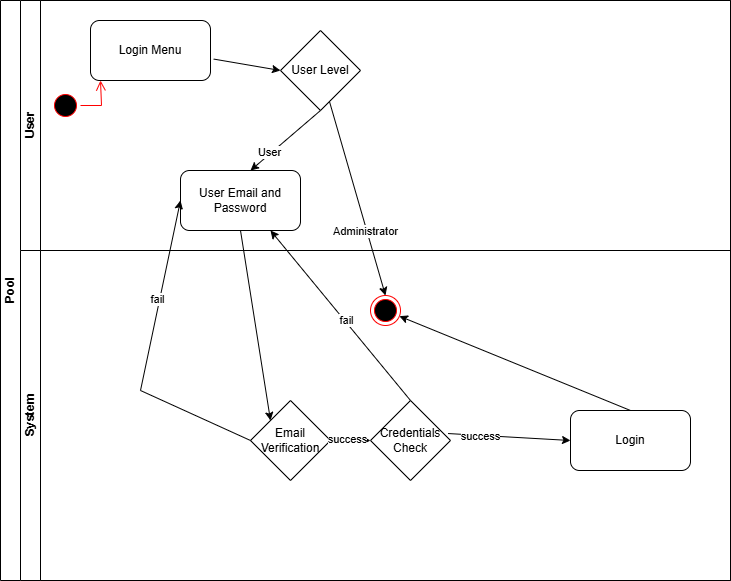 Pool
User
System
Login Menu
User Level
User
User Email and
Password
Administrator
fail
fail
Email
Verification
success
Credentials
Check
success
Login